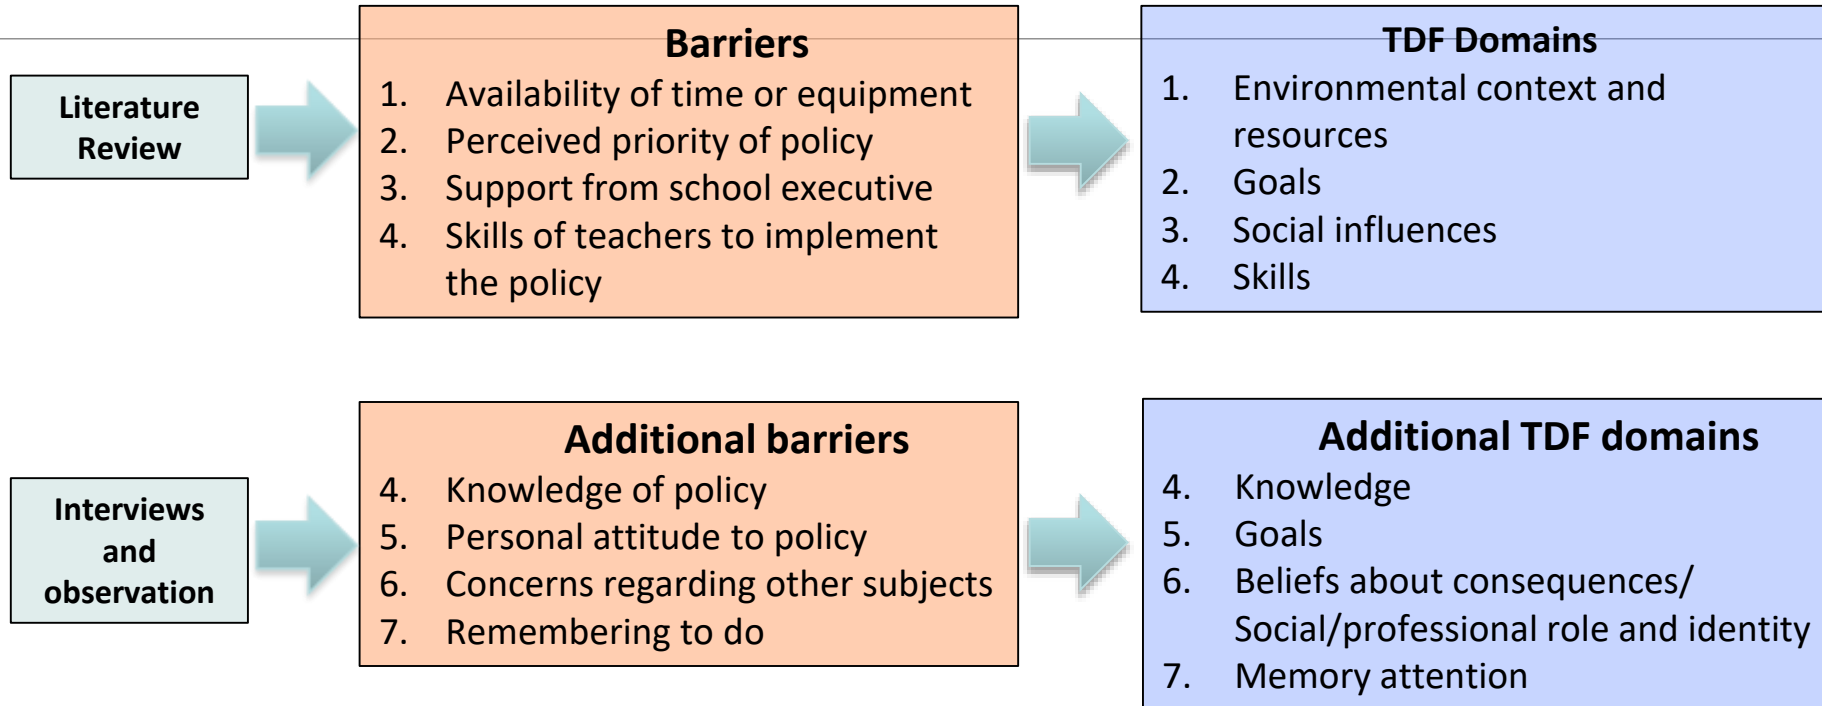 Literature
Review
Barriers
1. Availability of time or equipment
2. Perceived priority of policy
3. Support from school executive
4. Skills of teachers to implement
the policy
TDF Domains
1. Environmental context and
resources
2. Goals
3. Social influences
4. Skills
Interviews
and
observation
Additional barriers
4. Knowledge of policy
5. Personal attitude to policy
6. Concerns regarding other subjects
7. Remembering to do
Additional TDF domains
4. Knowledge
5. Goals
6. Beliefs about consequences/
Social/professional role and identity
7. Memory attention